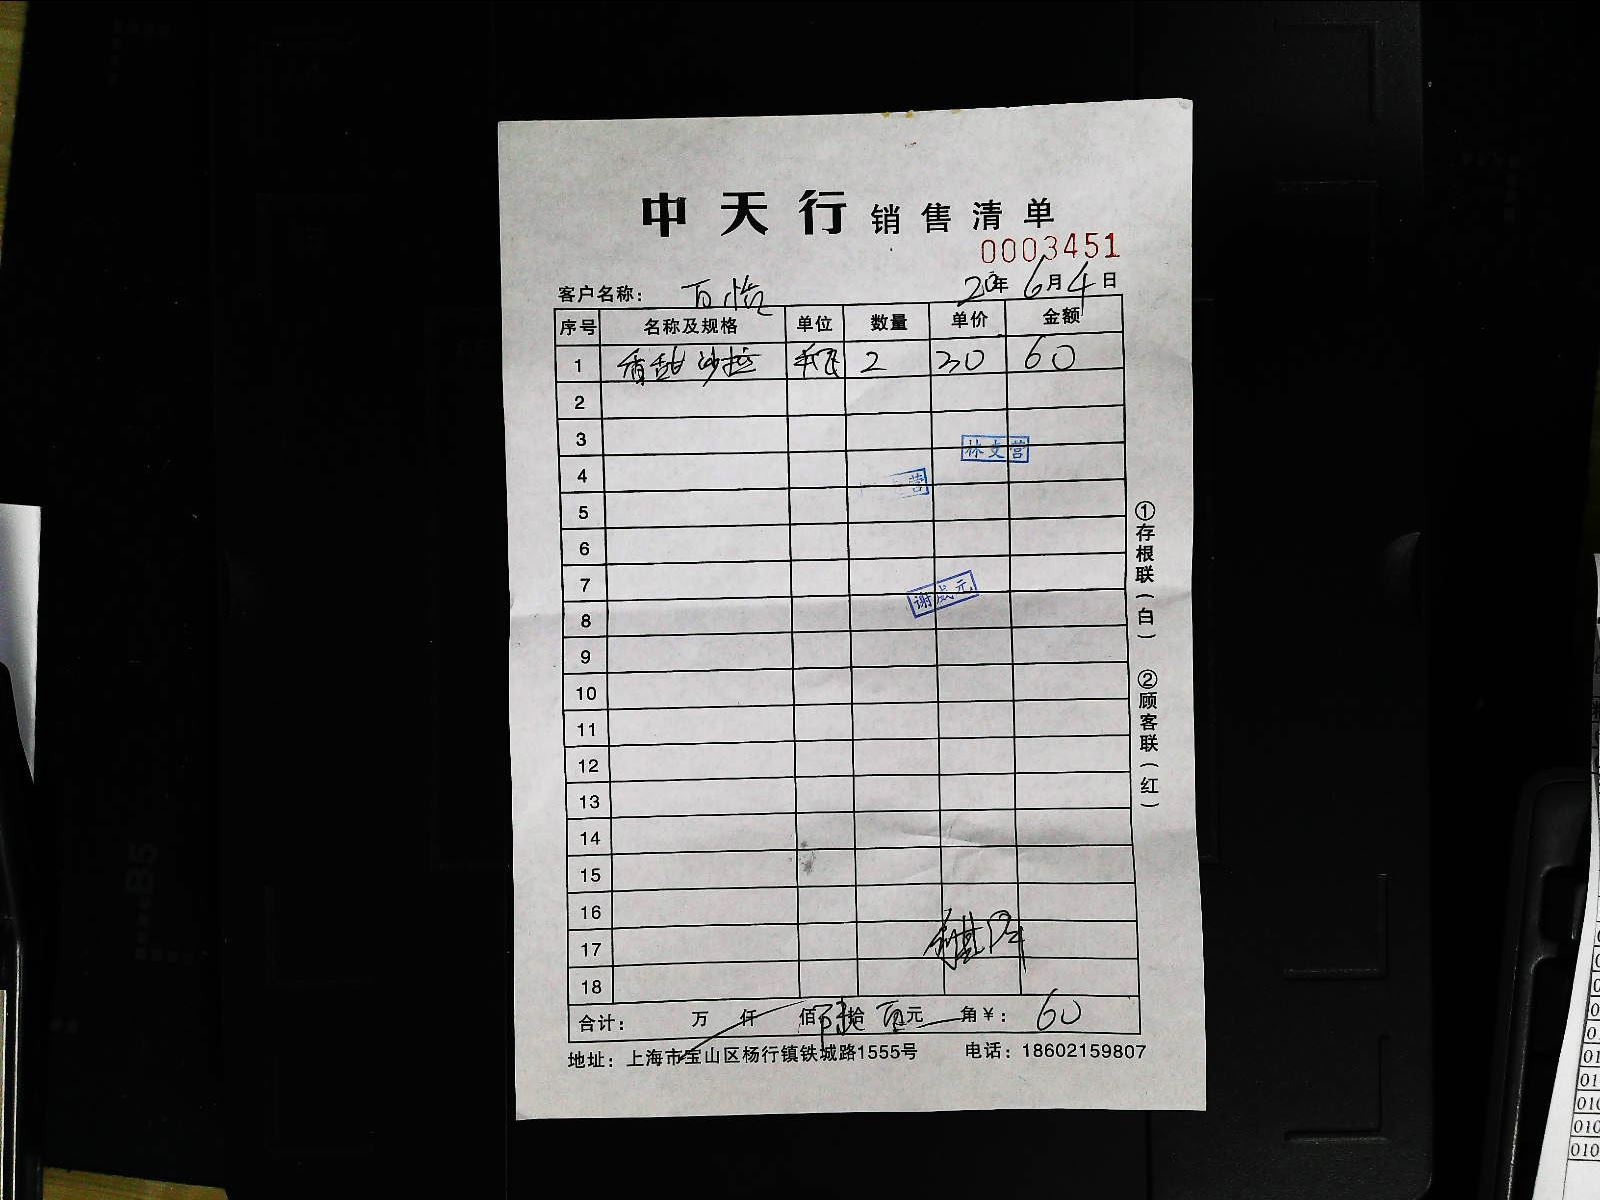 中天行销售清单
0003451
客户名称： 百怡 20年6月4日
序号 名称及规格 单位 数量 单价 金额
1 香甜沙拉 瓶 2 30 60
2
3
林文营
4
营
5
6
7
谢成元
8
9
10
11
12
13
14
15
16
17
18
合计： 万 仟 佰 陆拾 元 角¥： 60
地址：上海市宝山区杨行镇铁城路1555号 电话：18602159807
①存根联（白）
②顾客联（红）